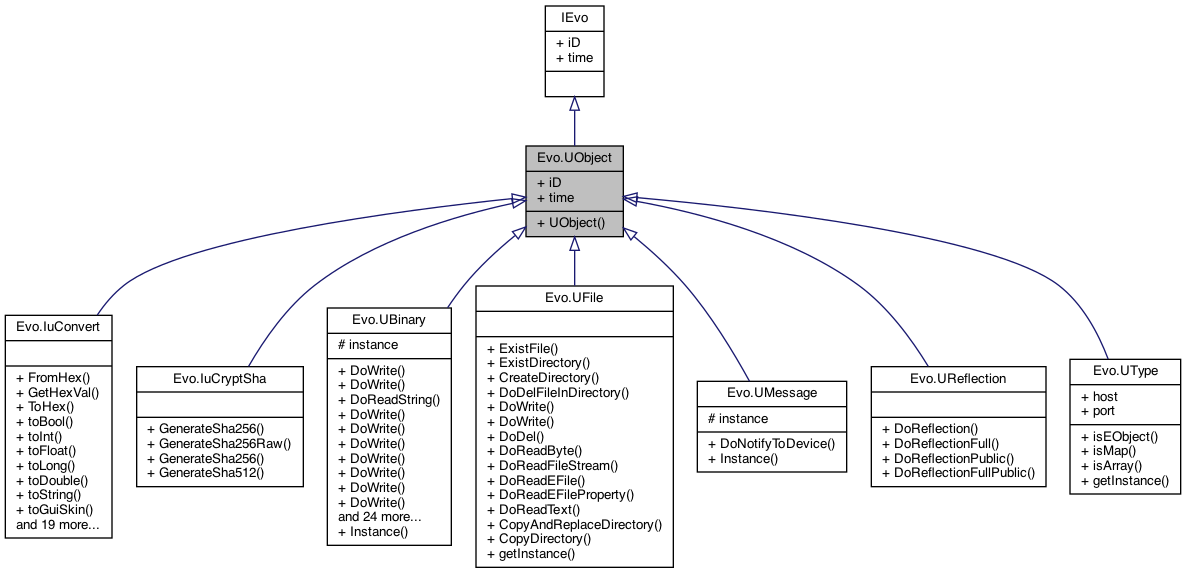 IEvo
+ iD
+ time
Evo.UObject
+ iD
+ time
+ UObject()
Evo.IuConvert
+ FromHex()
+ GetHexVal()
+ ToHex()
+ toBool()
+ toInt()
+ toFloat()
+ toLong()
+ toDouble()
+ toString()
+ toGuiSkin()
and 19 more...
Evo.IuCryptSha
+ GenerateSha256()
+ GenerateSha256Raw()
+ GenerateSha256()
+ GenerateSha512()
Evo.UBinary
# instance
+ DoWrite()
+ DoWrite()
+ DoReadString()
+ DoWrite()
+ DoWrite()
+ DoWrite()
+ DoWrite()
+ DoWrite()
+ DoWrite()
+ DoWrite()
and 24 more...
+ Instance()
Evo.UFile
+ ExistFile()
+ ExistDirectory()
+ CreateDirectory()
+ DoDelFileInDirectory()
+ DoWrite()
+ DoWrite()
+ DoDel()
+ DoReadByte()
+ DoReadFileStream()
+ DoReadEFile()
+ DoReadEFileProperty()
+ DoReadText()
+ CopyAndReplaceDirectory()
+ CopyDirectory()
+ getInstance()
Evo.UMessage
# instance
+ DoNotifyToDevice()
+ Instance()
Evo.UReflection
+ DoReflection()
+ DoReflectionFull()
+ DoReflectionPublic()
+ DoReflectionFullPublic()
Evo.UType
+ host
+ port
+ isEObject()
+ isMap()
+ isArray()
+ getInstance()